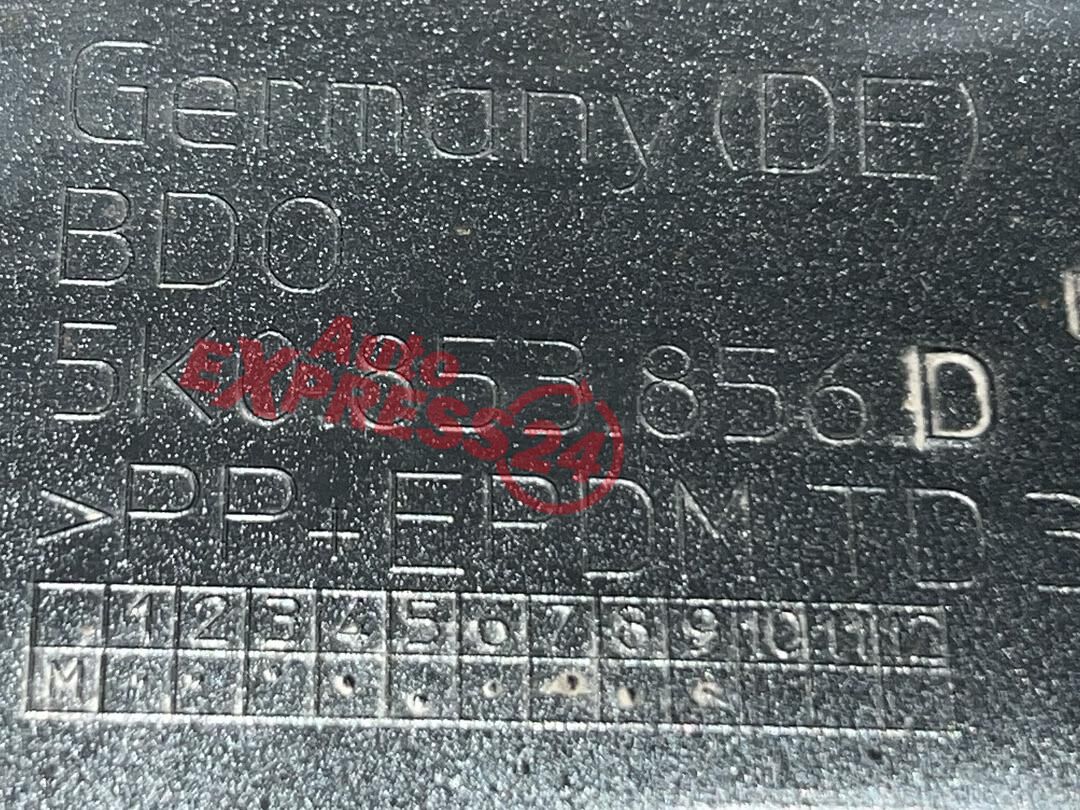 Germany (DE)
BDO
5K0.853.856.D
Auto
EXPRESS24
>PP+EPDM TD
1 2 3 4 5 6 7 8 9 10 11 12
M